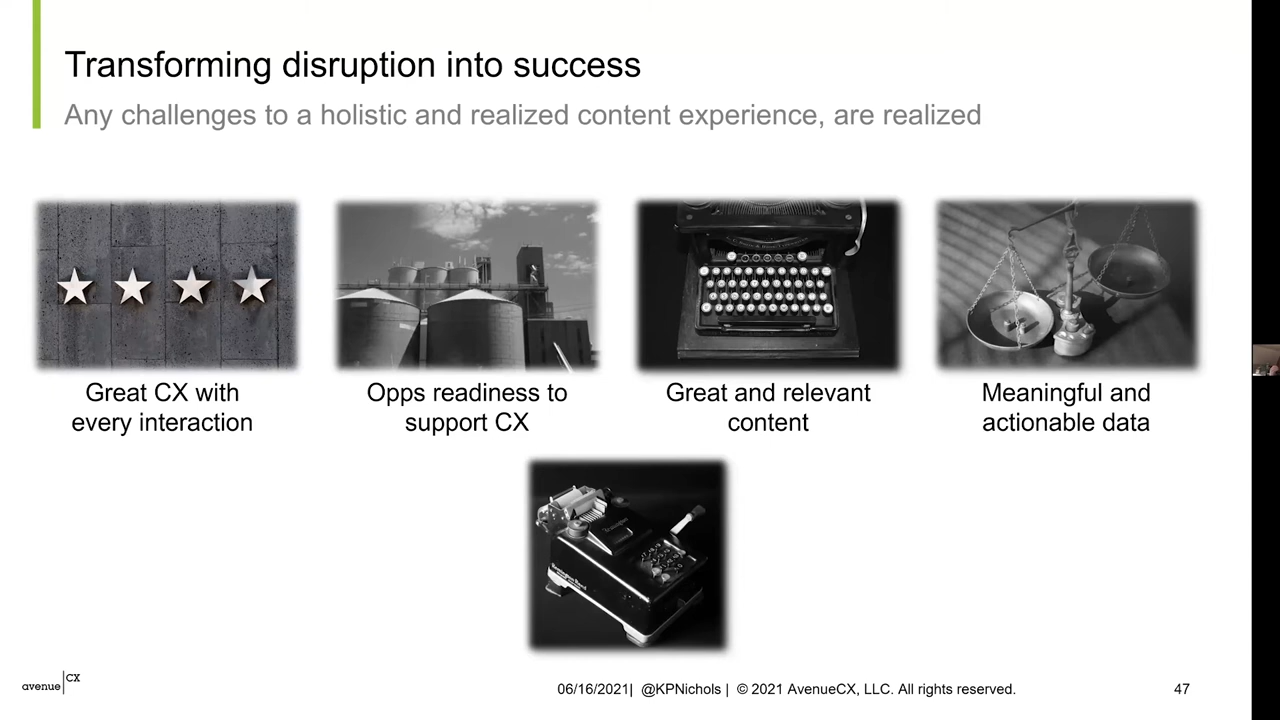 Transforming disruption into success
Any challenges to a holistic and realized content experience, are realized
Great CX with
every interaction
Opps readiness to
support CX
Great and relevant
content
Meaningful and
actionable data
avenue CX
06/16/2021| @KPNichols | © 2021 AvenueCX, LLC. All rights reserved.
47